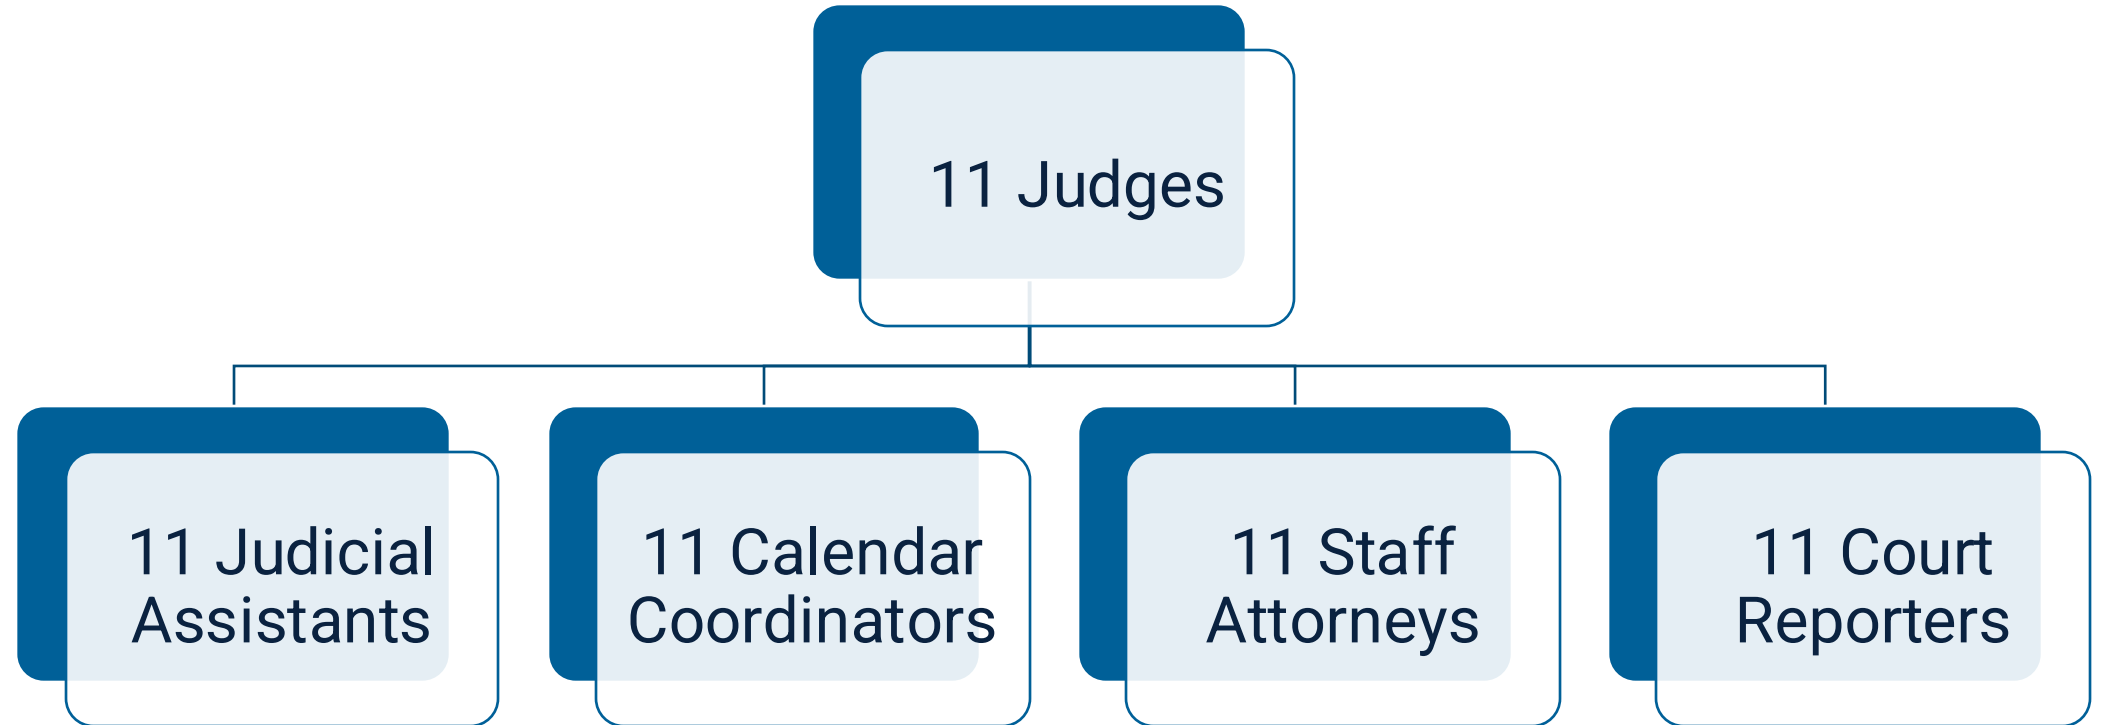 11 Judges
11 Judicial
Assistants
11 Calendar
Coordinators
11 Staff
Attorneys
11 Court
Reporters